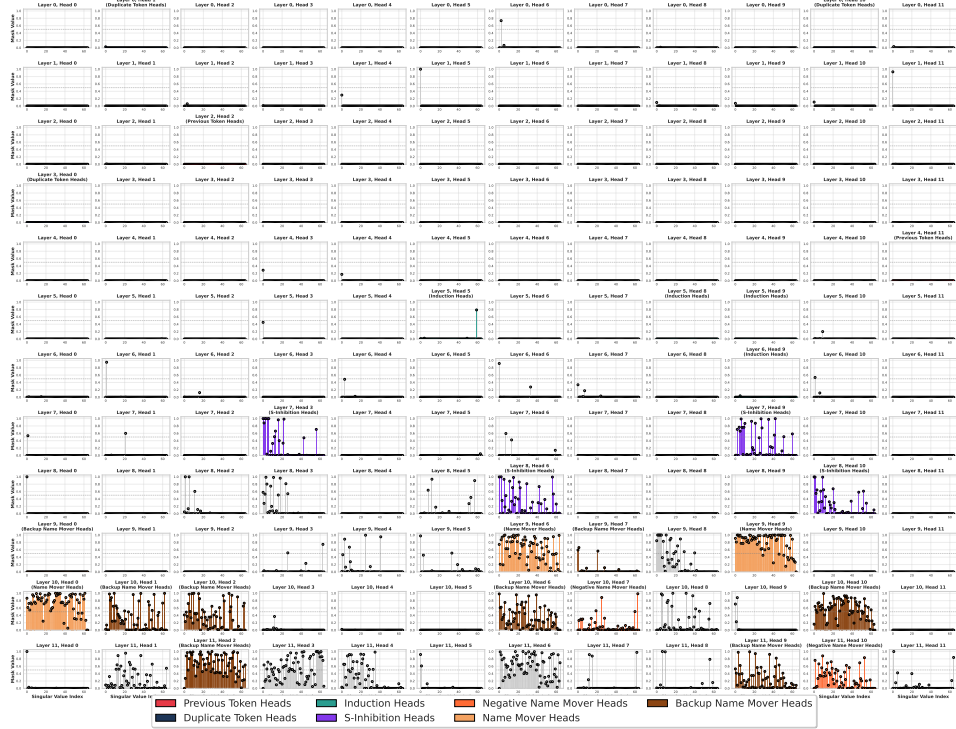 (Duplicate Token Heads)
(Duplicate Token Heads)
Layer 0, Head 0
Layer 0, Head 2
Layer 0, Head 3
Layer 0, Head 4
Layer 0, Head 5
Layer 0, Head 6
Layer 0, Head 7
Layer 0, Head 8
Layer 0, Head 9
Layer 0, Head 11
Mask Value
Layer 1, Head 0
Layer 1, Head 1
Layer 1, Head 2
Layer 1, Head 3
Layer 1, Head 4
Layer 1, Head 5
Layer 1, Head 6
Layer 1, Head 7
Layer 1, Head 8
Layer 1, Head 9
Layer 1, Head 10
Layer 1, Head 11
Mask Value
Layer 2, Head 0
Layer 2, Head 1
Layer 2, Head 2
(Previous Token Heads)
Layer 2, Head 3
Layer 2, Head 4
Layer 2, Head 5
Layer 2, Head 6
Layer 2, Head 7
Layer 2, Head 8
Layer 2, Head 9
Layer 2, Head 10
Layer 2, Head 11
Mask Value
Layer 3, Head 0
(Duplicate Token Heads)
Layer 3, Head 1
Layer 3, Head 2
Layer 3, Head 3
Layer 3, Head 4
Layer 3, Head 5
Layer 3, Head 6
Layer 3, Head 7
Layer 3, Head 8
Layer 3, Head 9
Layer 3, Head 10
Layer 3, Head 11
Mask Value
Layer 4, Head 0
Layer 4, Head 1
Layer 4, Head 2
Layer 4, Head 3
Layer 4, Head 4
Layer 4, Head 5
Layer 4, Head 6
Layer 4, Head 7
Layer 4, Head 8
Layer 4, Head 9
Layer 4, Head 10
Layer 4, Head 11
(Previous Token Heads)
Mask Value
Layer 5, Head 0
Layer 5, Head 1
Layer 5, Head 2
Layer 5, Head 3
Layer 5, Head 4
Layer 5, Head 5
(Induction Heads)
Layer 5, Head 6
Layer 5, Head 7
Layer 5, Head 8
(Induction Heads)
Layer 5, Head 9
(Induction Heads)
Layer 5, Head 10
Layer 5, Head 11
Mask Value
Layer 6, Head 0
Layer 6, Head 1
Layer 6, Head 2
Layer 6, Head 3
Layer 6, Head 4
Layer 6, Head 5
Layer 6, Head 6
Layer 6, Head 7
Layer 6, Head 8
Layer 6, Head 9
(Induction Heads)
Layer 6, Head 10
Layer 6, Head 11
Mask Value
Layer 7, Head 0
Layer 7, Head 1
Layer 7, Head 2
Layer 7, Head 3
(S-Inhibition Heads)
Layer 7, Head 4
Layer 7, Head 5
Layer 7, Head 6
Layer 7, Head 7
Layer 7, Head 8
Layer 7, Head 9
(S-Inhibition Heads)
Layer 7, Head 10
Layer 7, Head 11
Mask Value
Layer 8, Head 0
Layer 8, Head 1
Layer 8, Head 2
Layer 8, Head 3
Layer 8, Head 4
Layer 8, Head 5
Layer 8, Head 6
(S-Inhibition Heads)
Layer 8, Head 7
Layer 8, Head 8
Layer 8, Head 9
Layer 8, Head 10
(S-Inhibition Heads)
Layer 8, Head 11
Mask Value
Layer 9, Head 0
(Backup Name Mover Heads)
Layer 9, Head 1
Layer 9, Head 2
Layer 9, Head 3
Layer 9, Head 4
Layer 9, Head 5
Layer 9, Head 6
(Name Mover Heads)
Layer 9, Head 7
(Backup Name Mover Heads)
Layer 9, Head 8
Layer 9, Head 9
(Name Mover Heads)
Layer 9, Head 10
Layer 9, Head 11
Mask Value
Layer 10, Head 0
(Name Mover Heads)
Layer 10, Head 1
(Backup Name Mover Heads)
Layer 10, Head 2
(Backup Name Mover Heads)
Layer 10, Head 3
Layer 10, Head 4
Layer 10, Head 5
Layer 10, Head 6
(Backup Name Mover Heads)
Layer 10, Head 7
(Negative Name Mover Heads)
Layer 10, Head 8
Layer 10, Head 9
Layer 10, Head 10
(Backup Name Mover Heads)
Layer 10, Head 11
Mask Value
Layer 11, Head 0
Layer 11, Head 1
Layer 11, Head 2
(Backup Name Mover Heads)
Layer 11, Head 3
Layer 11, Head 4
Layer 11, Head 5
Layer 11, Head 6
Layer 11, Head 7
Layer 11, Head 8
Layer 11, Head 9
(Backup Name Mover Heads)
Layer 11, Head 10
(Negative Name Mover Heads)
Layer 11, Head 11
Mask Value
Singular Value Index
Singular Value
Singular Value Index
Singular Value Index
Previous Token Heads
Induction Heads
Negative Name Mover Heads
Backup Name Mover Heads
Duplicate Token Heads
S-Inhibition Heads
Name Mover Heads